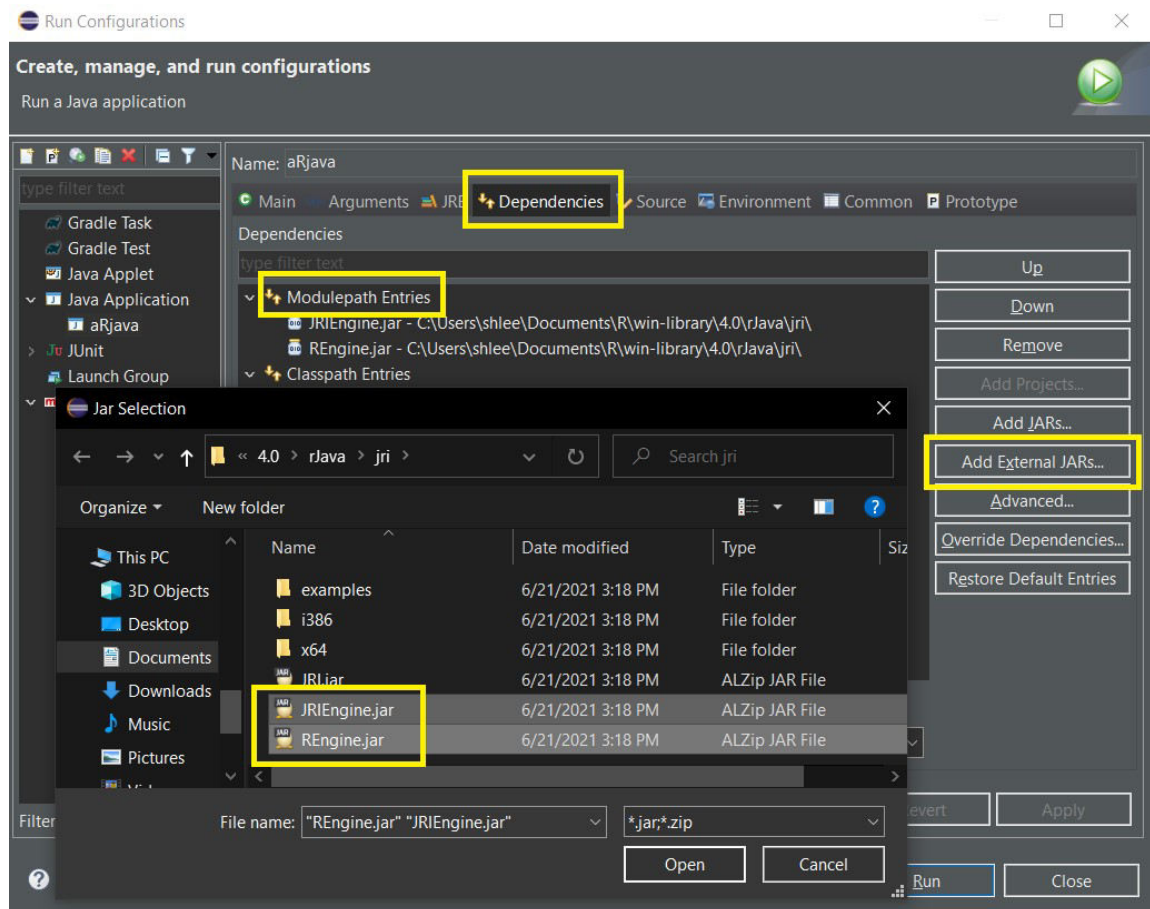 Run Configurations
Create, manage, and run configurations
Run a Java application
Name: aRjava
type filter text
Main Arguments JRE Dependencies Source Environment Common Prototype
Gradle Task
Gradle Test
Java Applet
Java Application
aRjava
JUnit
Launch Group
Dependencies
type filter text
Modulepath Entries
JRIEngine.jar - C:\Users\shlee\Documents\R\win-library\4.0\rJava\jri\
REngine.jar - C:\Users\shlee\Documents\R\win-library\4.0\rJava\jri\
Classpath Entries
Up
Down
Remove
Add Projects...
Add JARs...
Add External JARs...
Advanced...
Override Dependencies...
Restore Default Entries
Jar Selection
« 4.0 > rJava > jri >
Search jri
Organize
New folder
This PC
3D Objects
Desktop
Documents
Downloads
Music
Pictures
Name Date modified Type Siz
examples 6/21/2021 3:18 PM File folder
i386 6/21/2021 3:18 PM File folder
x64 6/21/2021 3:18 PM File folder
JRI.jar 6/21/2021 3:18 PM ALZip JAR File
JRIEngine.jar 6/21/2021 3:18 PM ALZip JAR File
REngine.jar 6/21/2021 3:18 PM ALZip JAR File
File name: "REngine.jar" "JRIEngine.jar"
*.jar;*.zip
Open Cancel
Filter
evert Apply
Run Close